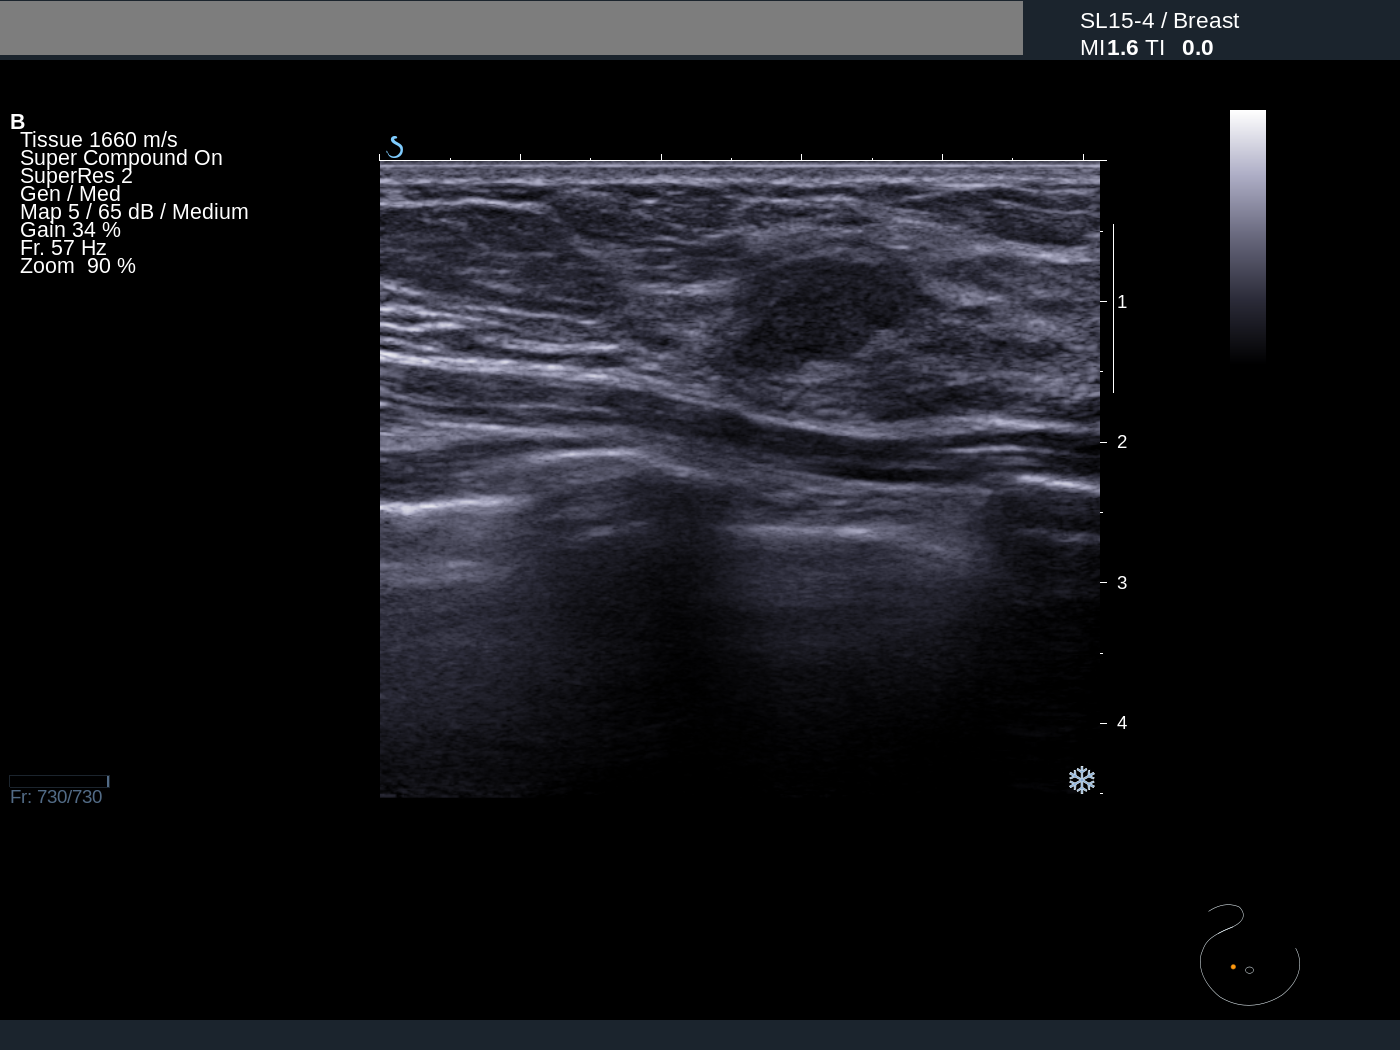 SL15-4 / Breast
MI 1.6 TI 0.0
B
Tissue 1660 m/s
Super Compound On
SuperRes 2
Gen / Med
Map 5 / 65 dB / Medium
Gain 34 %
Fr. 57 Hz
Zoom 90 %
1
2
3
4
Fr: 730/730